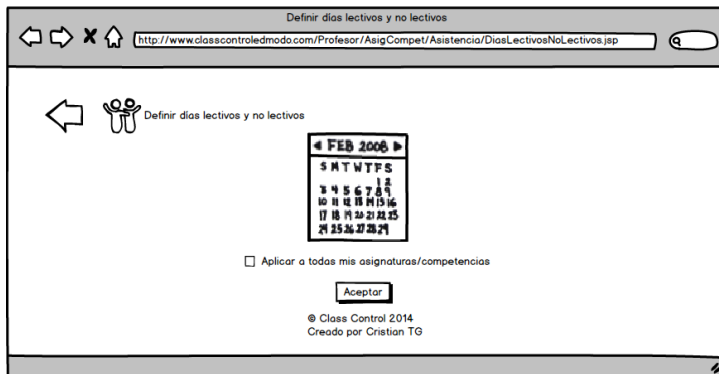 Definir días lectivos y no lectivos
http://www.classcontroledmodo.com/Profesor/AsigCompet/Asistencia/DiasLectivosNoLectivos.jsp
Definir días lectivos y no lectivos
FEB 2008
S M T W T F S
1 2
3 4 5 6 7 8 9
10 11 12 13 14 15 16
17 18 19 20 21 22 23
24 25 26 27 28 29
Aplicar a todas mis asignaturas/competencias
Aceptar
© Class Control 2014
Creado por Cristian TG